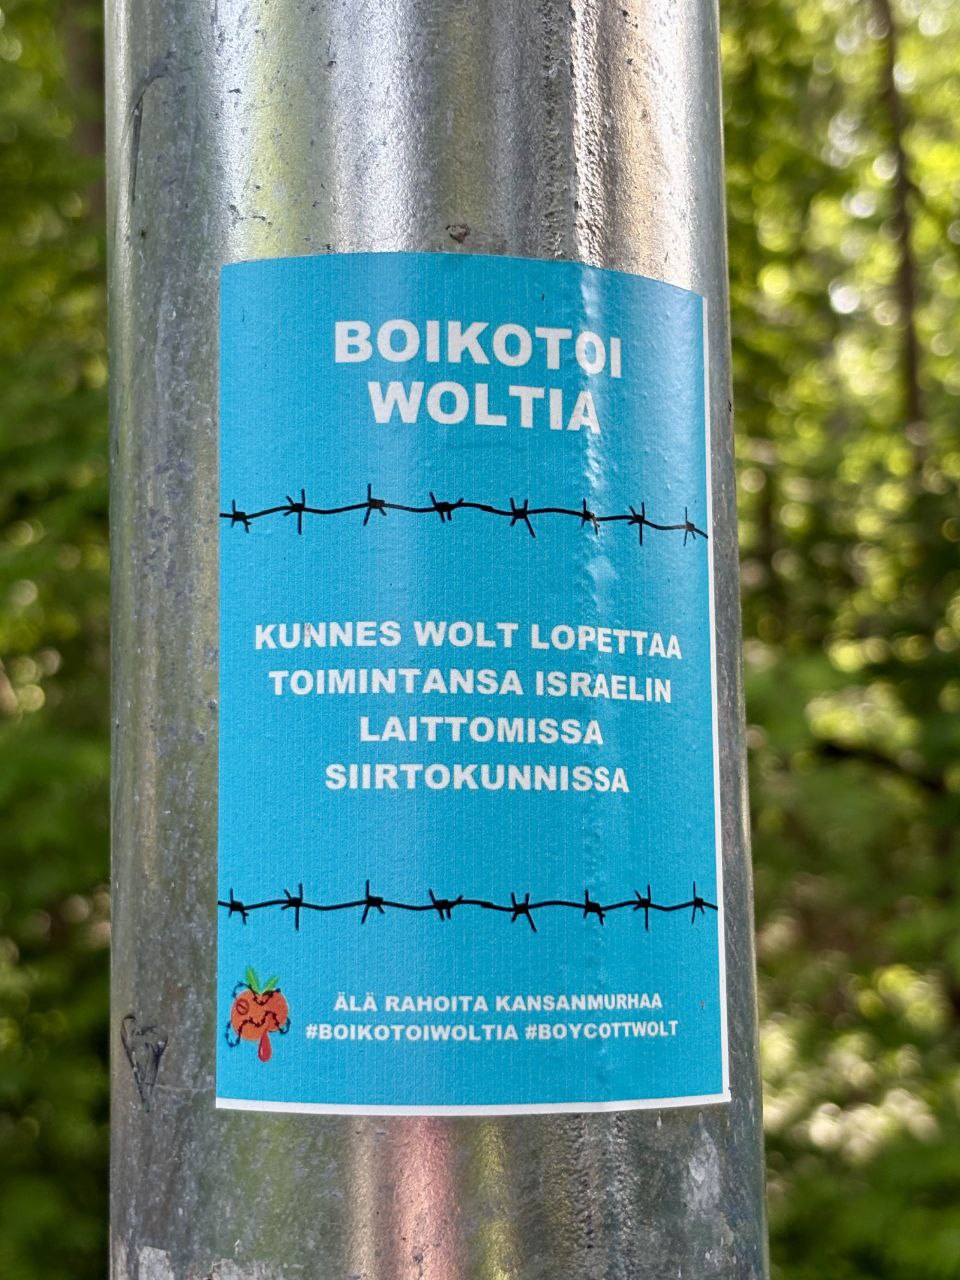 BOIKOTOI
WOLTIA
KUNNES WOLT LOPETTAA
TOIMINTANSA ISRAELIN
LAITTOMISSA
SIIRTOKUNNISSA
ÄLÄ RAHOITA KANSANMURHAA
#BOIKOTOIWOLTIA #BOYCOTTWOLT